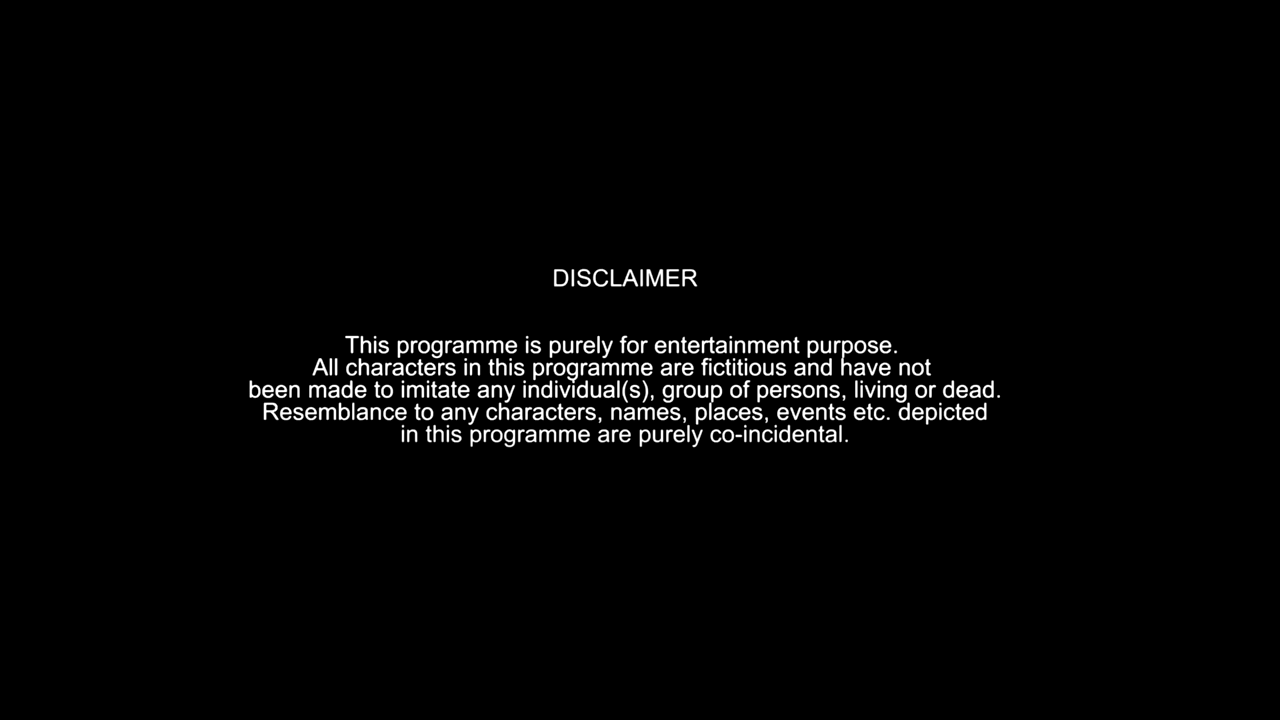 DISCLAIMER
This programme is purely for entertainment purpose.
All characters in this programme are fictitious and have not
been made to imitate any individual(s), group of persons, living or dead.
Resemblance to any characters, names, places, events etc. depicted
in this programme are purely co-incidental.